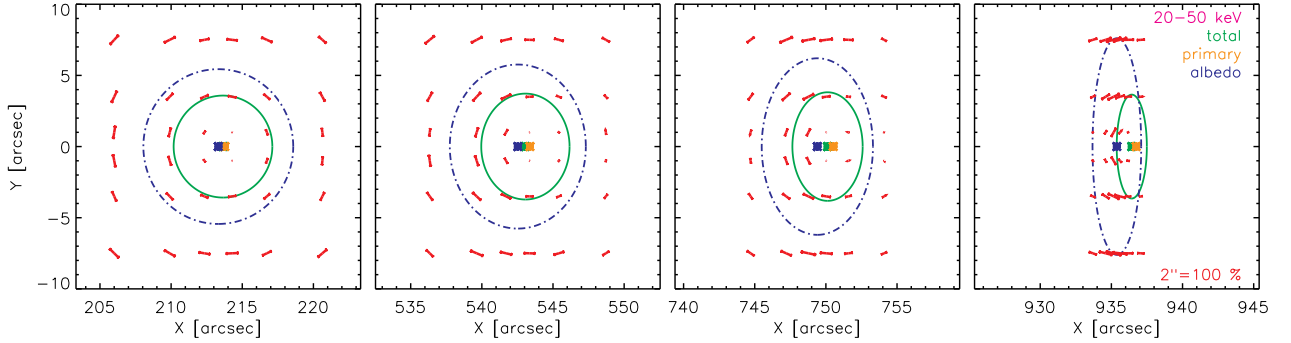 10
5
0
−5
−10
Y [arcsec]
205 210 215 220
X [arcsec]
535 540 545 550
X [arcsec]
740 745 750 755
X [arcsec]
20−50 keV
total
primary
albedo
2''=100 %
930 935 940 945
X [arcsec]